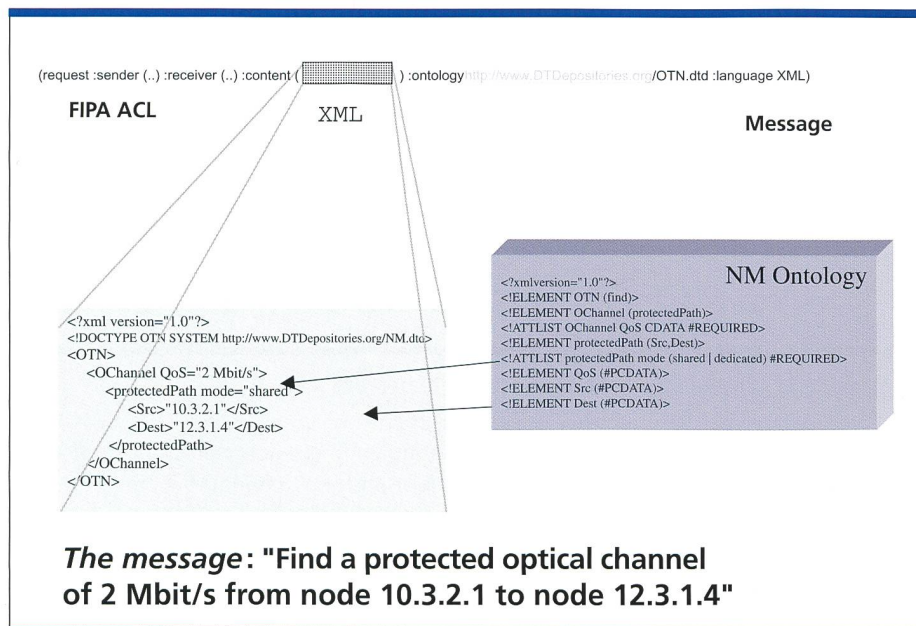 (request :sender (..) :receiver (..) :content ( ) :ontology http://www.DTDepositories.org/OTN.dtd :language XML)
FIPA ACL
XML
Message
<?xml version="1.0"?>
<!DOCTYPE OTN SYSTEM http://www.DTDepositories.org/NM.dtd>
<OTN>
<OChannel QoS="2 Mbit/s">
<protectedPath mode="shared">
<Src>"10.3.2.1"</Src>
<Dest>"12.3.1.4"</Dest>
</protectedPath>
</OChannel>
</OTN>
NM Ontology
<?xmlversion="1.0"?>
<!ELEMENT OTN (find)>
<!ELEMENT OChannel (protectedPath)>
<!ATTLIST OChannel QoS CDATA #REQUIRED>
<!ELEMENT protectedPath (Src,Dest)>
<!ATTLIST protectedPath mode (shared | dedicated) #REQUIRED>
<!ELEMENT QoS (#PCDATA)>
<!ELEMENT Src (#PCDATA)>
<!ELEMENT Dest (#PCDATA)>
The message: "Find a protected optical channel
of 2 Mbit/s from node 10.3.2.1 to node 12.3.1.4"